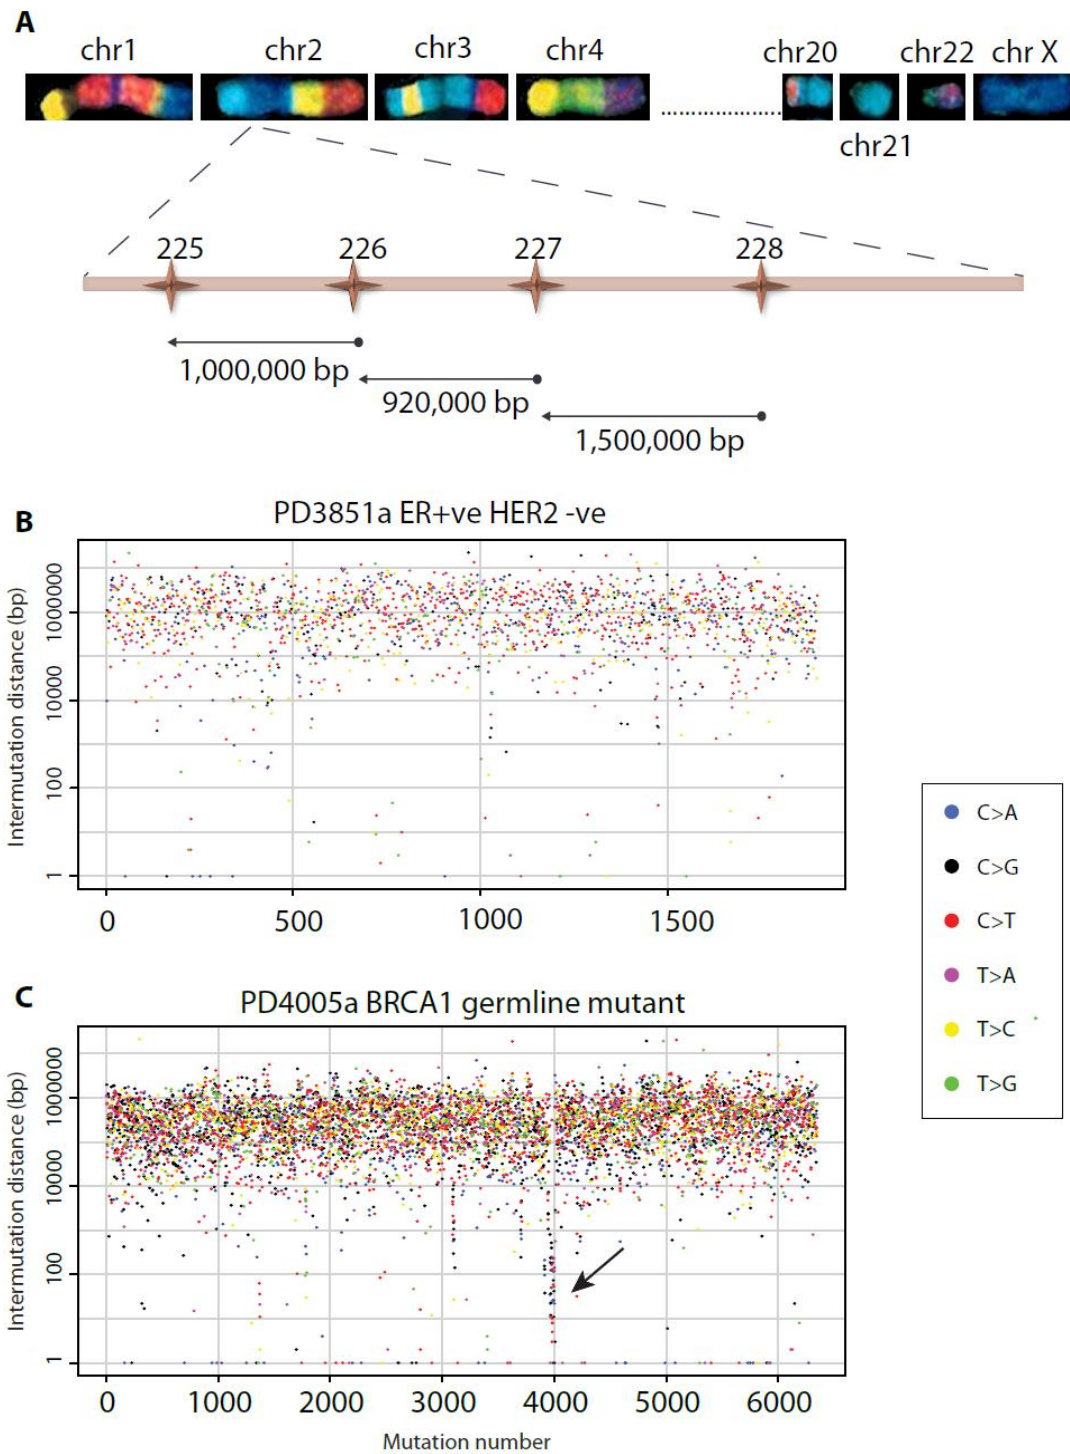 A
chr1 chr2 chr3 chr4 chr20 chr22 chr X
chr21
225 226 227 228
1,000,000 bp
920,000 bp
1,500,000 bp
B
PD3851a ER+ve HER2 -ve
Intermutation distance (bp)
1000000
10000
100
1
0 500 1000 1500
C>A
C>G
C>T
T>A
T>C
T>G
C
PD4005a BRCA1 germline mutant
Intermutation distance (bp)
1000000
10000
100
1
0 1000 2000 3000 4000 5000 6000
Mutation number